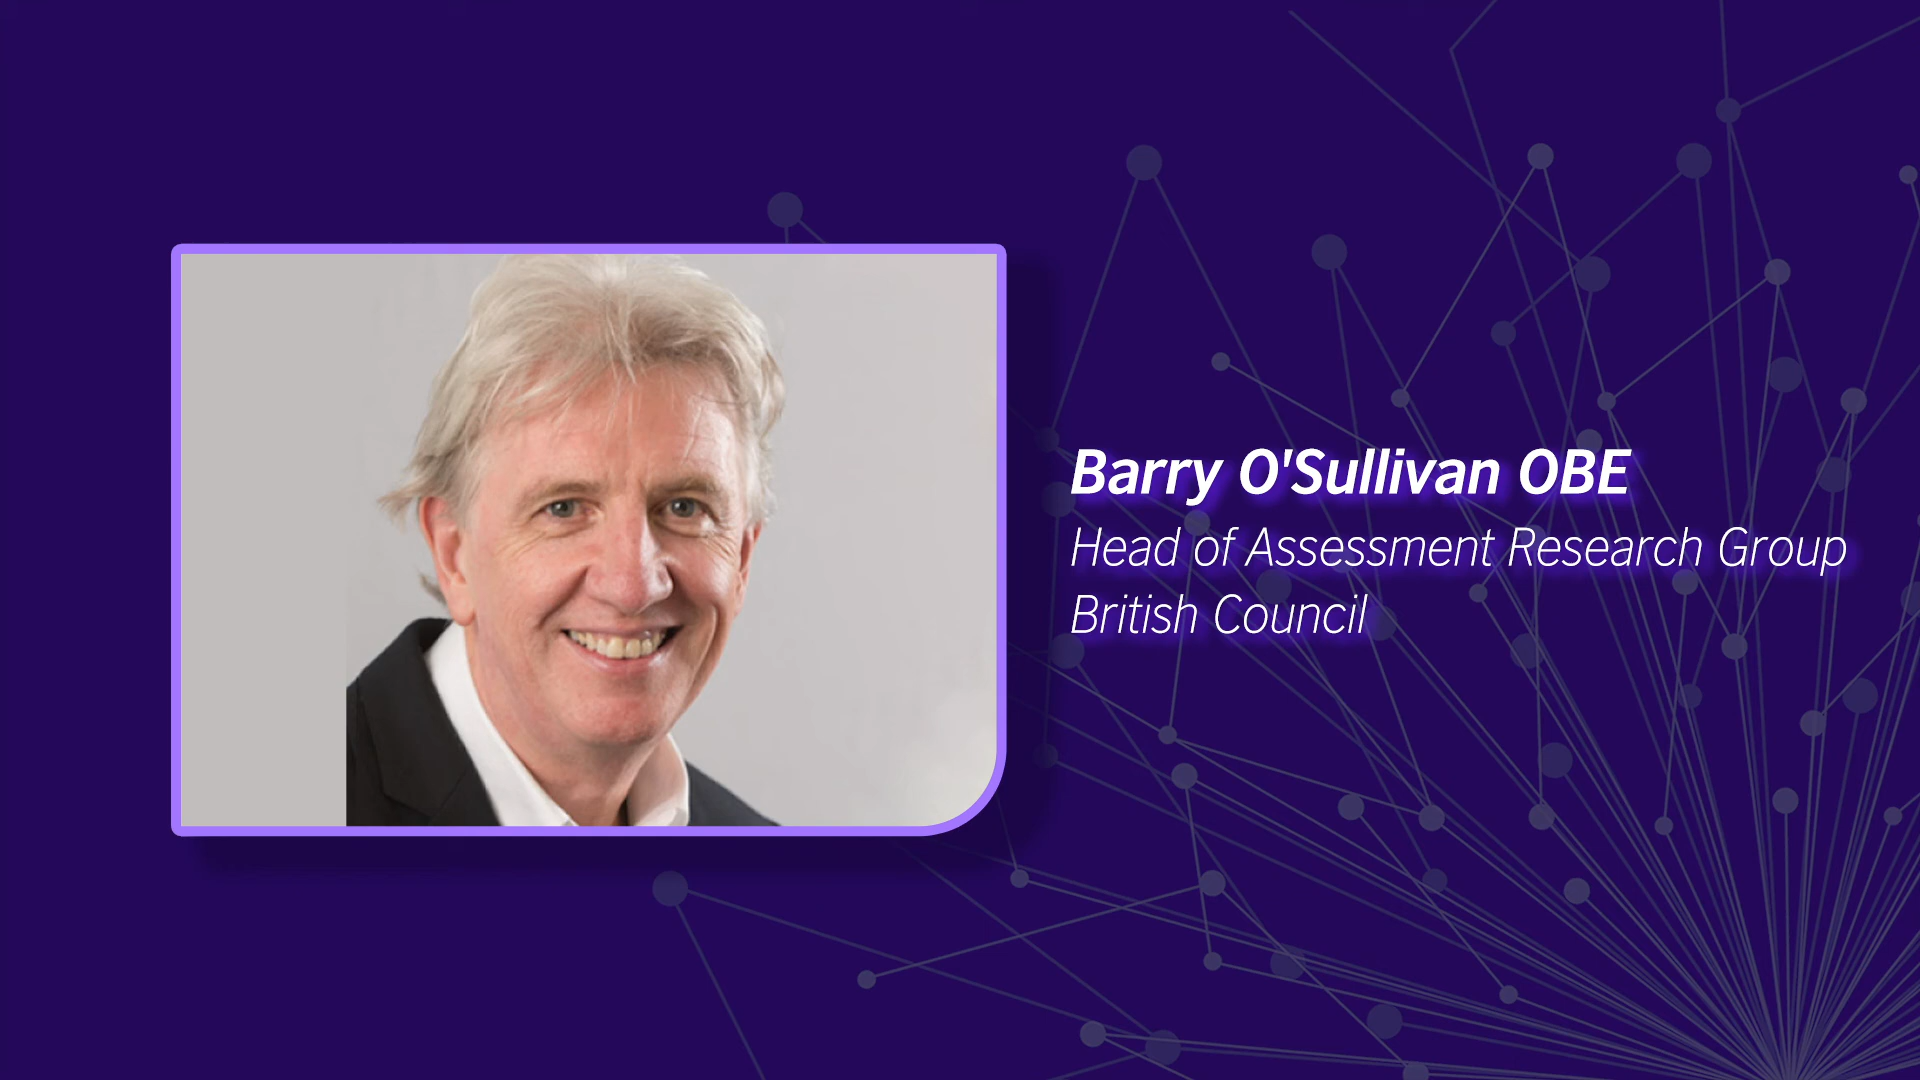 Barry O'Sullivan OBE
Head of Assessment Research Group
British Council